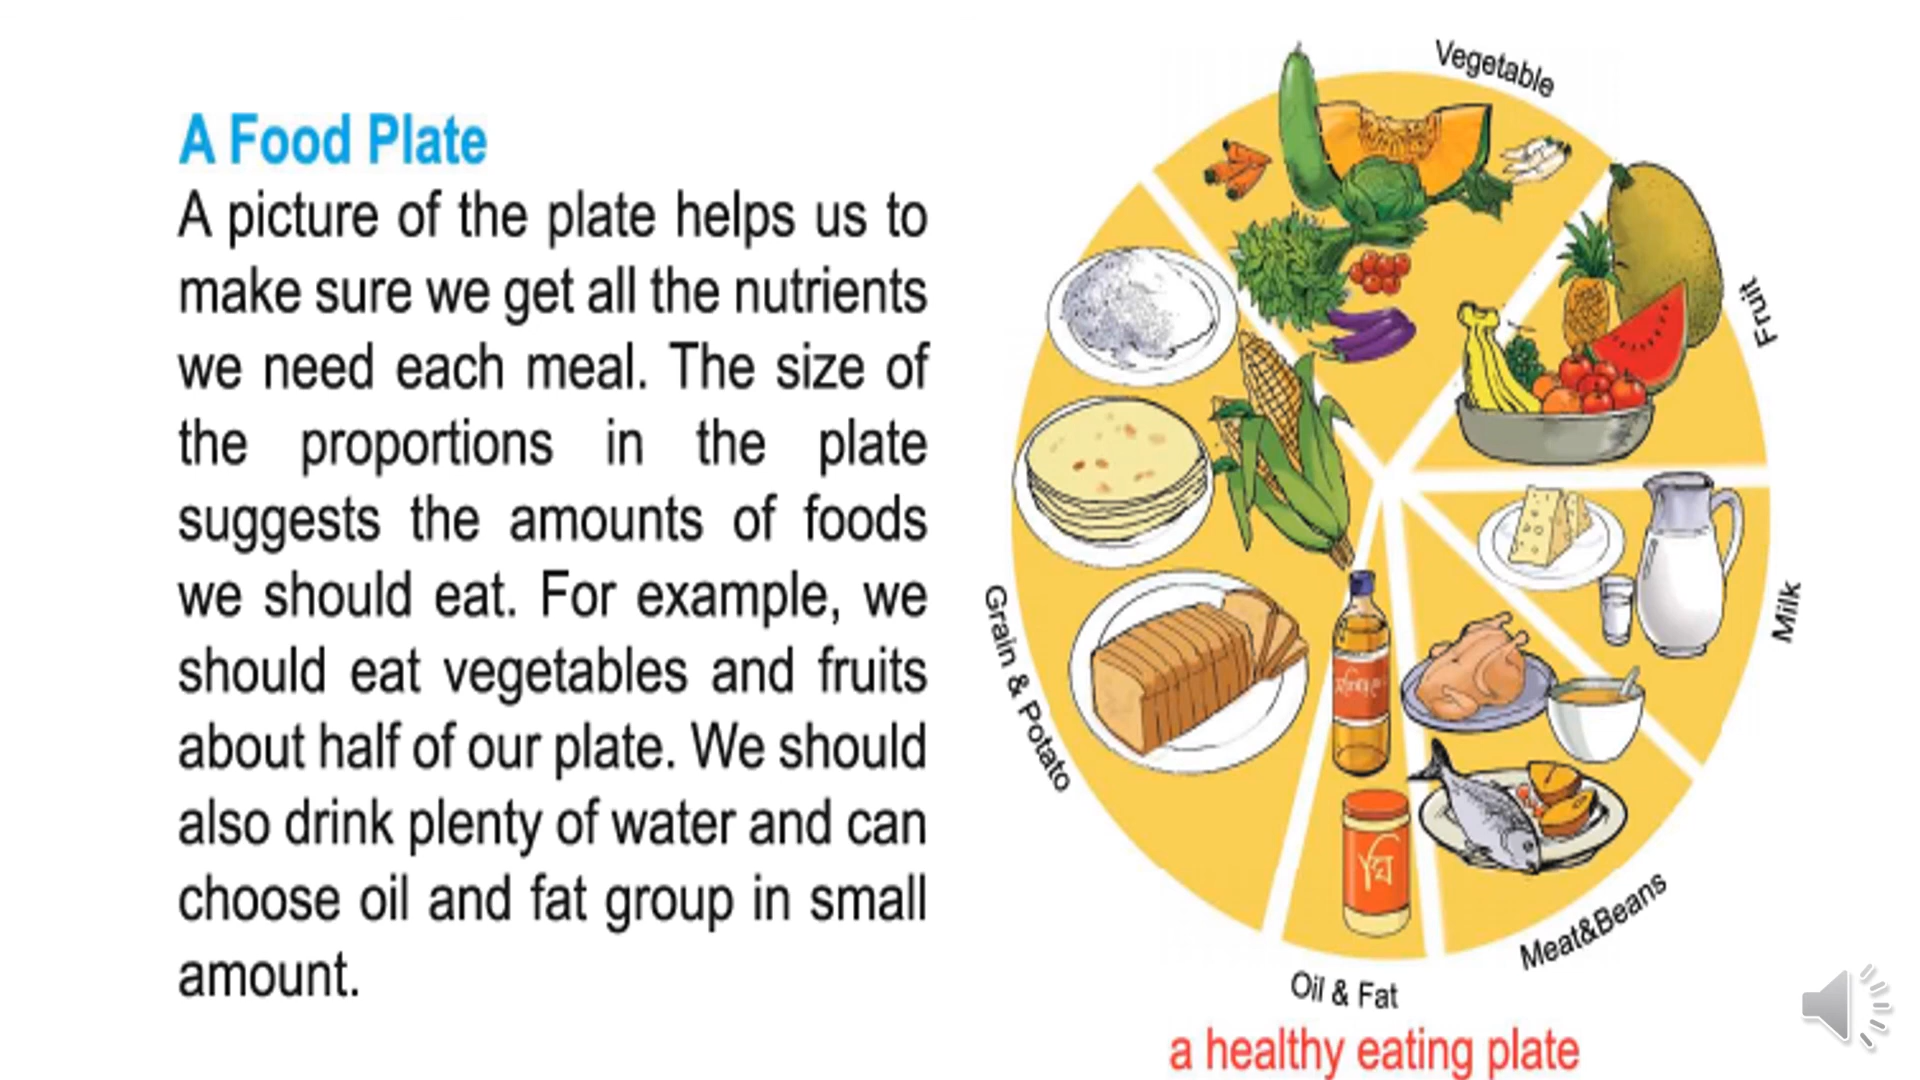 A Food Plate
A picture of the plate helps us to
make sure we get all the nutrients
we need each meal. The size of
the proportions in the plate
suggests the amounts of foods
we should eat. For example, we
should eat vegetables and fruits
about half of our plate. We should
also drink plenty of water and can
choose oil and fat group in small
amount.
Vegetable
Fruit
Milk
Meat&Beans
Oil & Fat
Grain & Potato
ঘি
a healthy eating plate